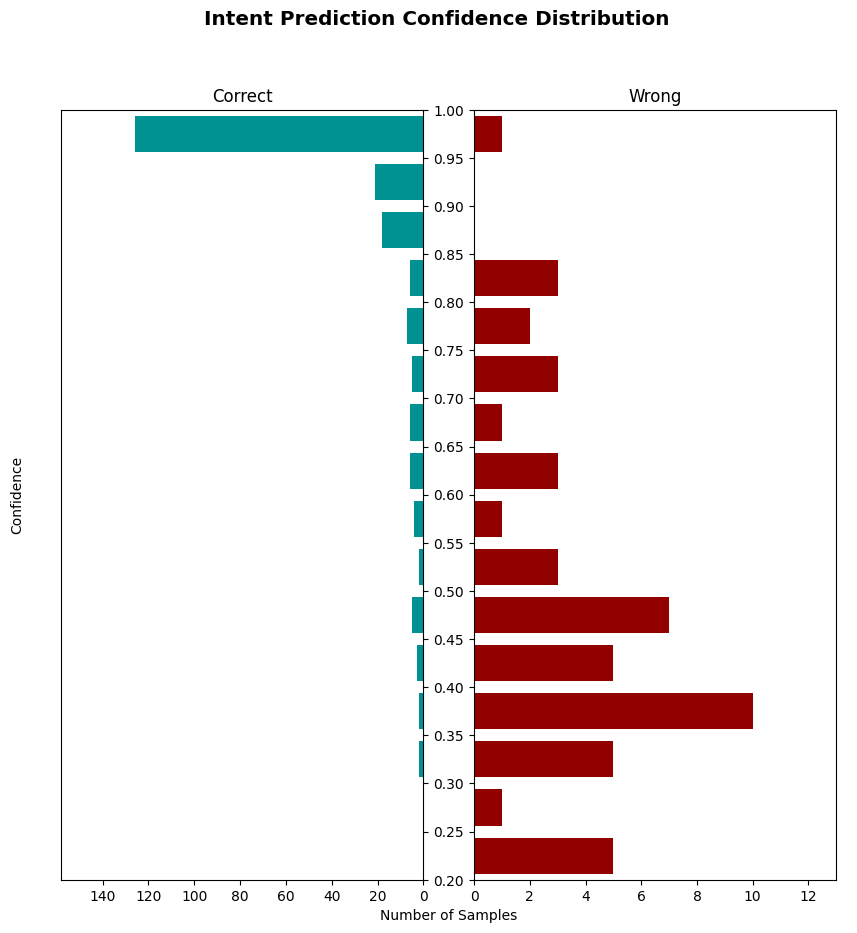 Intent Prediction Confidence Distribution
Correct
Wrong
1.00
0.95
0.90
0.85
0.80
0.75
0.70
0.65
0.60
0.55
0.50
0.45
0.40
0.35
0.30
0.25
0.20
Confidence
140 120 100 80 60 40 20 0
0 2 4 6 8 10 12
Number of Samples